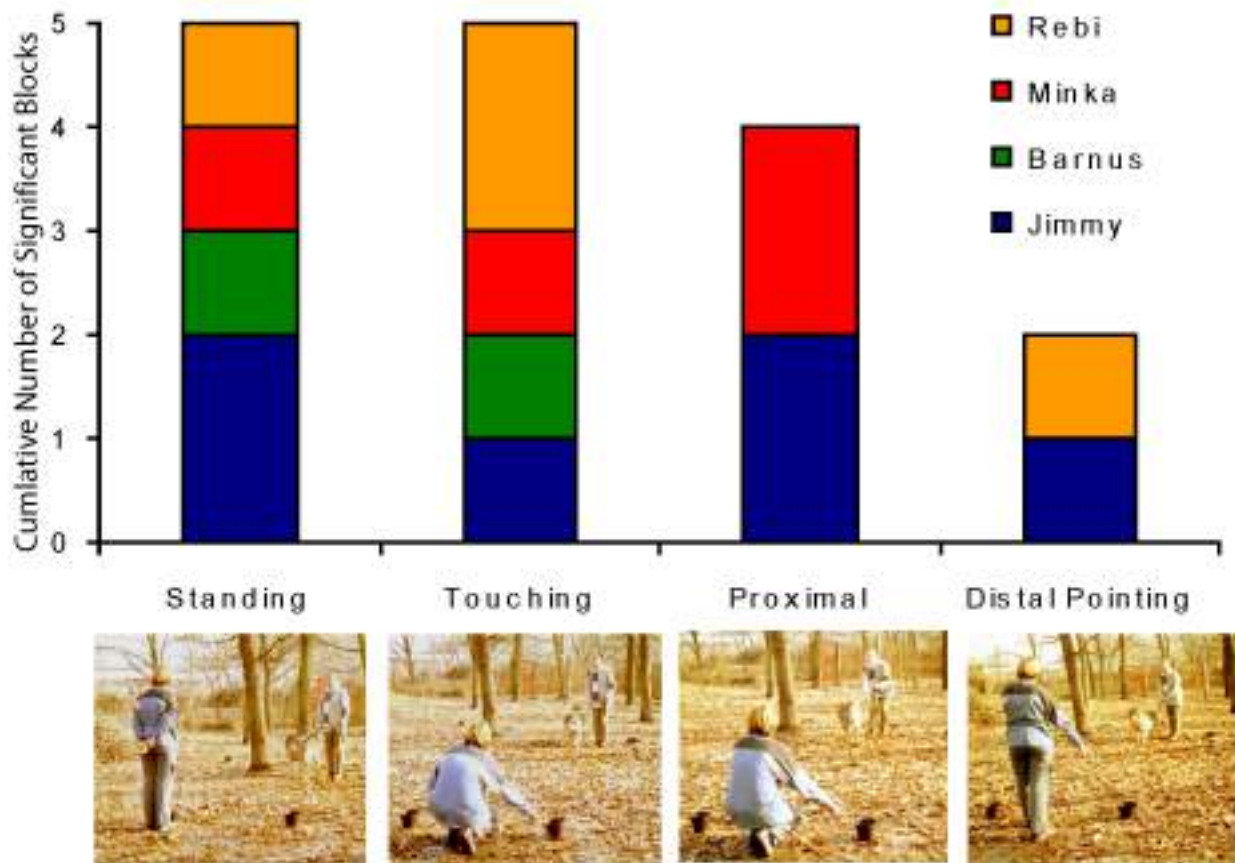 Cumlative Number of Significant Blocks
5
4
3
2
1
0
Rebi
Minka
Barnus
Jimmy
Standing Touching Proximal Distal Pointing